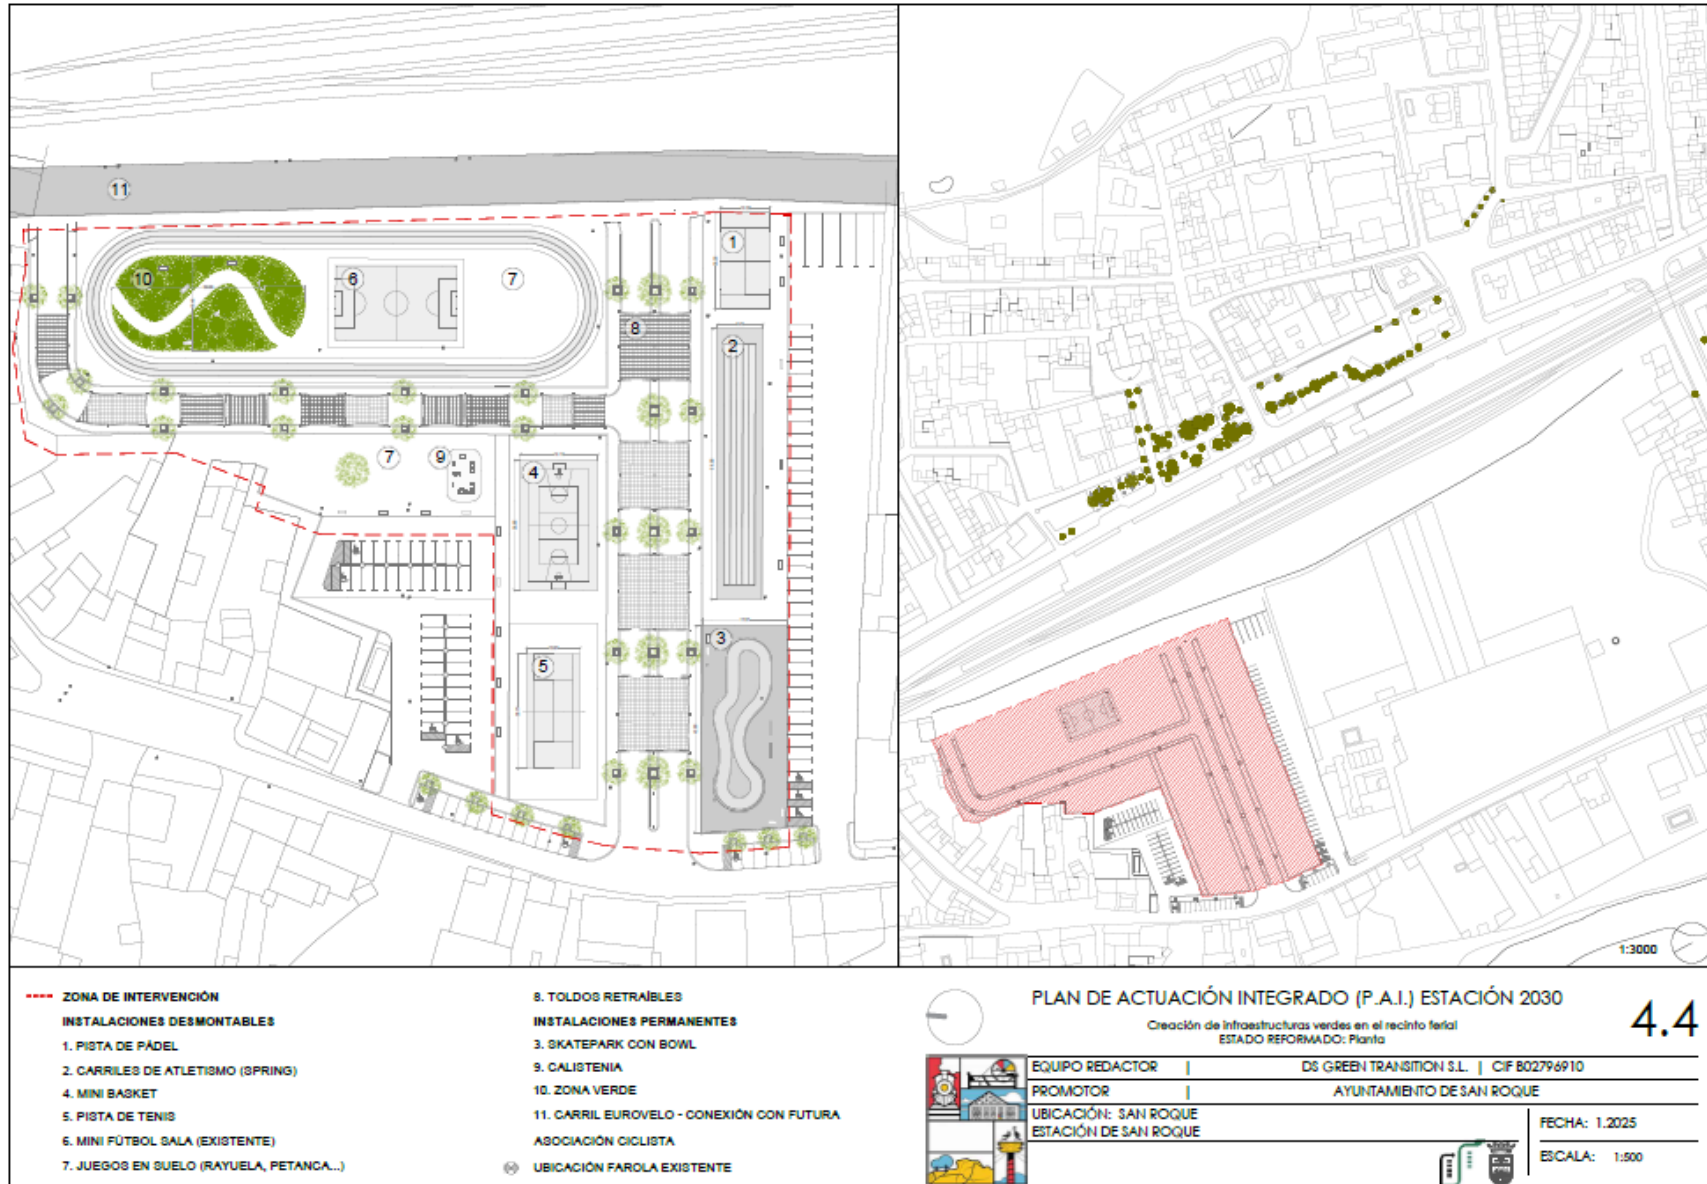 11
10
6
7
1
8
2
7
9
4
3
5
1:3000
ZONA DE INTERVENCIÓN
INSTALACIONES DESMONTABLES
1. PISTA DE PÁDEL
2. CARRILES DE ATLETISMO (SPRING)
4. MINI BASKET
5. PISTA DE TENIS
6. MINI FÚTBOL SALA (EXISTENTE)
7. JUEGOS EN SUELO (RAYUELA, PETANCA...)
8. TOLDOS RETRAÍBLES
INSTALACIONES PERMANENTES
3. SKATEPARK CON BOWL
9. CALISTENIA
10. ZONA VERDE
11. CARRIL EUROVELO - CONEXIÓN CON FUTURA
ASOCIACIÓN CICLISTA
UBICACIÓN FAROLA EXISTENTE
PLAN DE ACTUACIÓN INTEGRADO (P.A.I.) ESTACIÓN 2030
Creación de infraestructuras verdes en el recinto ferial
ESTADO REFORMADO: Planta
4.4
EQUIPO REDACTOR | DS GREEN TRANSITION S.L. | CIF B02796910
PROMOTOR | AYUNTAMIENTO DE SAN ROQUE
UBICACIÓN: SAN ROQUE
ESTACIÓN DE SAN ROQUE
FECHA: 1.2025
ESCALA: 1:500